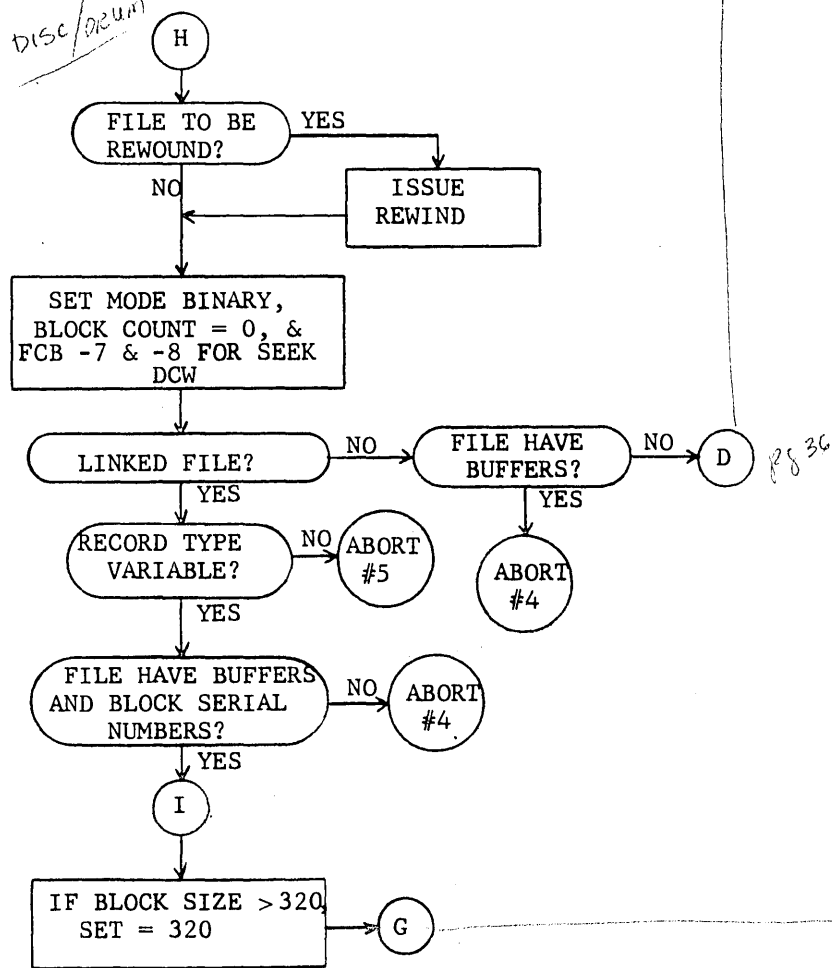 DISC/DRUM
H
FILE TO BE
REWOUND?
YES
NO
ISSUE
REWIND
SET MODE BINARY,
BLOCK COUNT = 0, &
FCB -7 & -8 FOR SEEK
DCW
LINKED FILE?
NO
FILE HAVE
BUFFERS?
NO
D
pg 36
YES
YES
RECORD TYPE
VARIABLE?
NO
ABORT
#5
ABORT
#4
YES
FILE HAVE BUFFERS
AND BLOCK SERIAL
NUMBERS?
NO
ABORT
#4
YES
I
IF BLOCK SIZE >320,
SET = 320
G